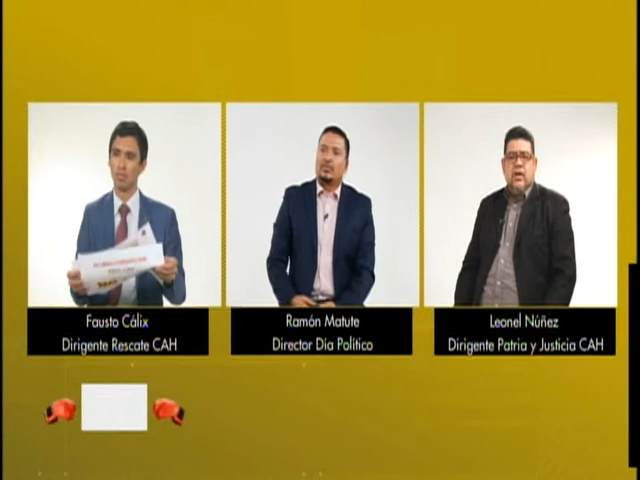 Fausto Cálix
Dirigente Rescate CAH
Ramón Matute
Director Día Político
Leonel Núñez
Dirigente Patria y Justicia CAH